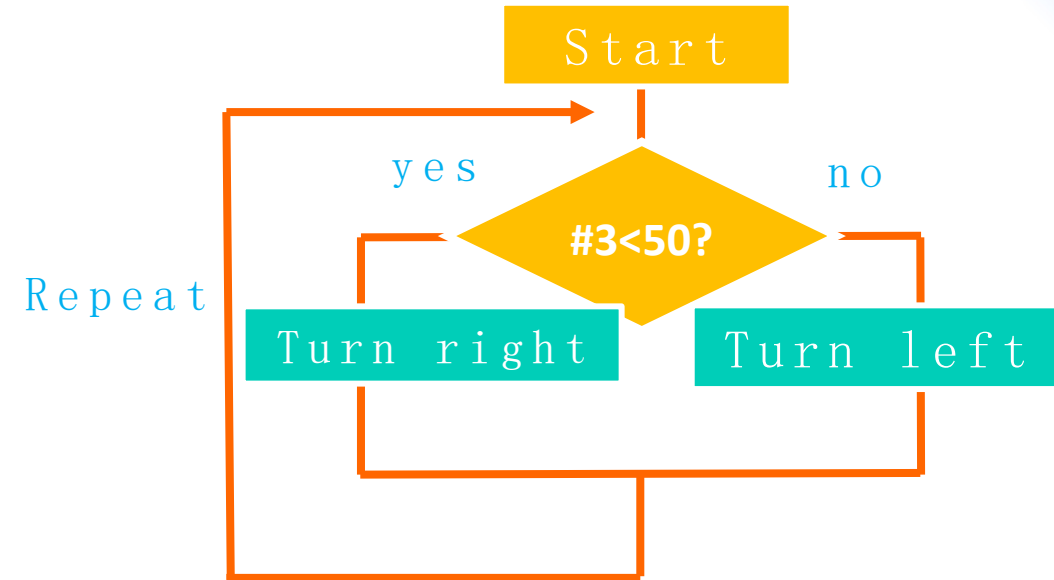 Start
yes
no
#3<50?
Repeat
Turn right
Turn left